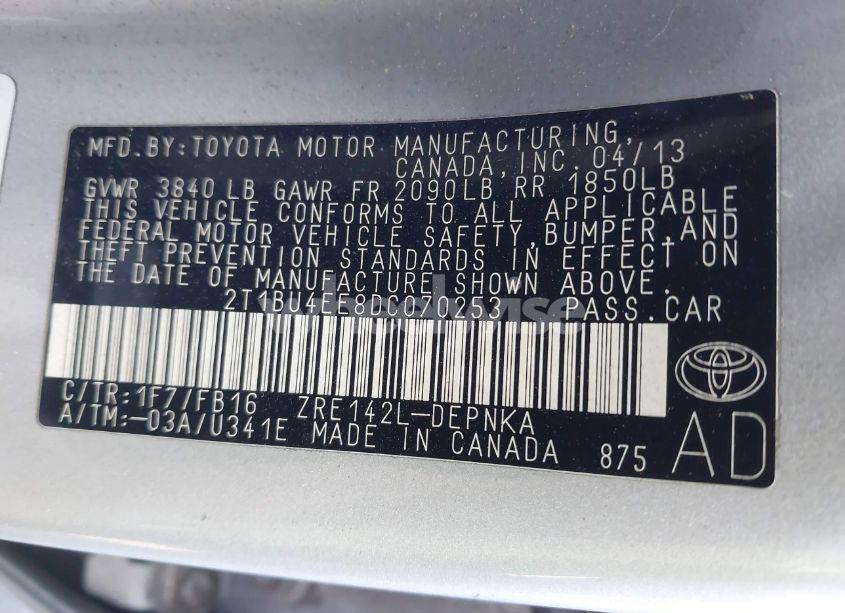 MFD. BY: TOYOTA MOTOR MANUFACTURING,
CANADA, INC. 04/13
GVWR 3840 LB GAWR FR 2090LB RR 1850LB
THIS VEHICLE CONFORMS TO ALL APPLICABLE
FEDERAL MOTOR VEHICLE SAFETY, BUMPER, AND
THEFT PREVENTION STANDARDS IN EFFECT ON
THE DATE OF MANUFACTURE SHOWN ABOVE.
PASS. CAR
C/TR: 1F7/FB16 ZRE142L-DEPNKA
A/TM: -03A/U341E MADE IN CANADA 875
AD